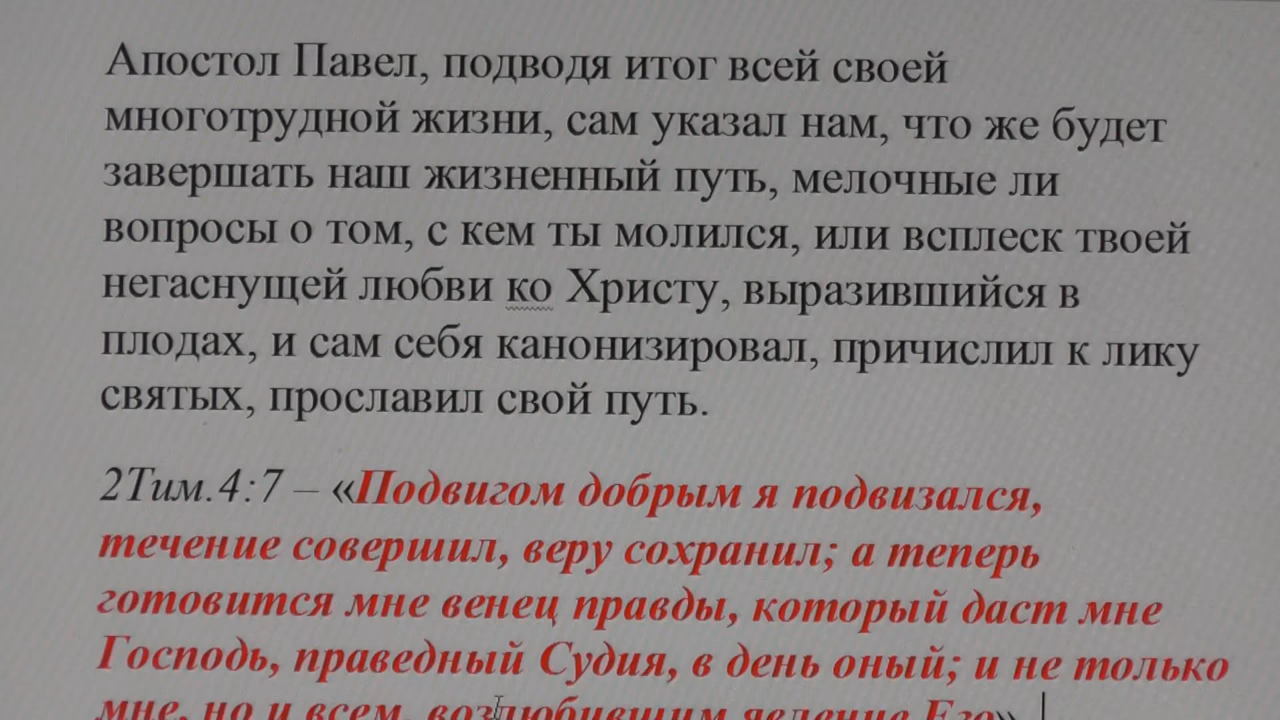 Апостол Павел, подводя итог всей своей
многотрудной жизни, сам указал нам, что же будет
завершать наш жизненный путь, мелочные ли
вопросы о том, с кем ты молился, или всплеск твоей
негаснущей любви ко Христу, выразившийся в
плодах, и сам себя канонизировал, причислил к лику
святых, прославил свой путь.
2Тим.4:7 – «Подвигом добрым я подвизался,
течение совершил, веру сохранил; а теперь
готовится мне венец правды, который даст мне
Господь, праведный Судия, в день оный; и не только
мне, но и всем, возлюбившим явление Его».